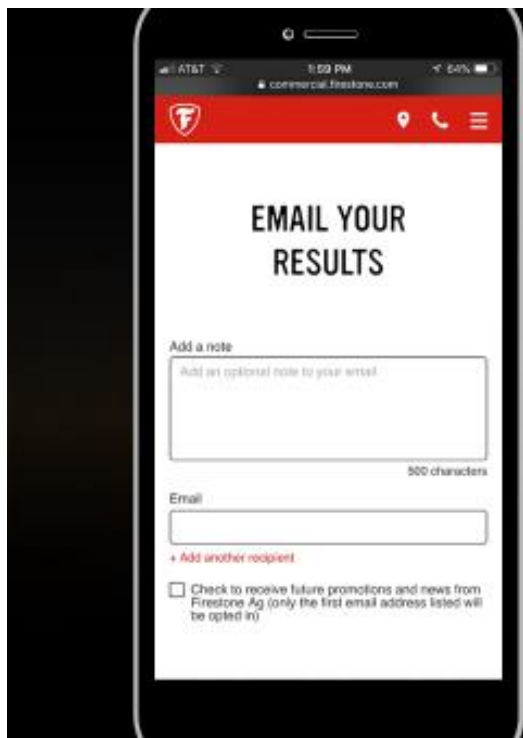 AT&T 1:59 PM 64%
commercial.firestone.com
F
EMAIL YOUR
RESULTS
Add a note
Add an optional note to your email
500 characters
Email
+ Add another recipient
Check to receive future promotions and news from
Firestone Ag (only the first email address listed will
be opted in)